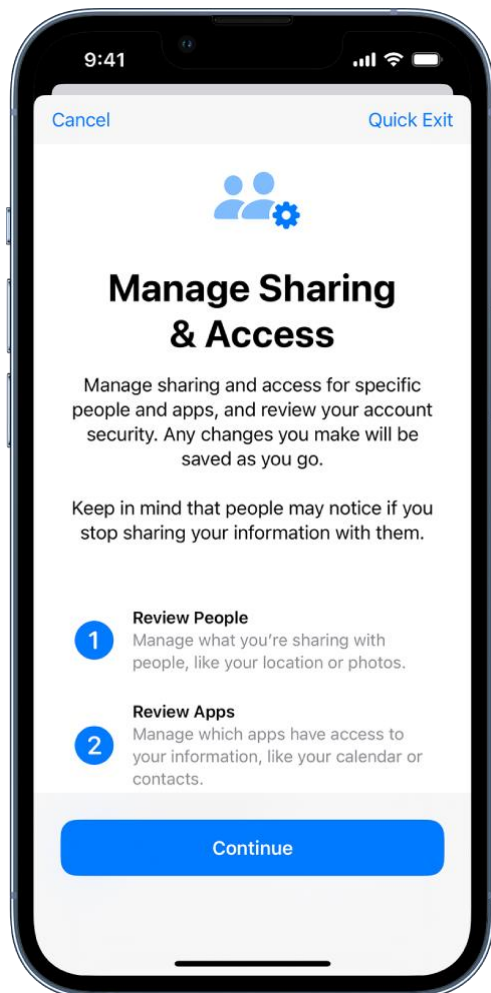 9:41
Cancel
Quick Exit
Manage Sharing
& Access
Manage sharing and access for specific
people and apps, and review your account
security. Any changes you make will be
saved as you go.
Keep in mind that people may notice if you
stop sharing your information with them.
1
Review People
Manage what you’re sharing with
people, like your location or photos.
2
Review Apps
Manage which apps have access to
your information, like your calendar or
contacts.
Continue